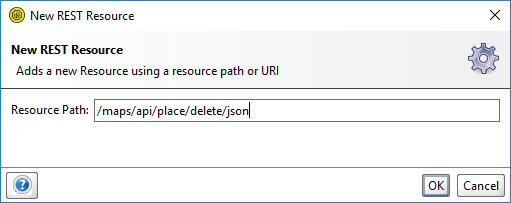 New REST Resource
New REST Resource
Adds a new Resource using a resource path or URI
Resource Path: /maps/api/place/delete/json
? OK Cancel